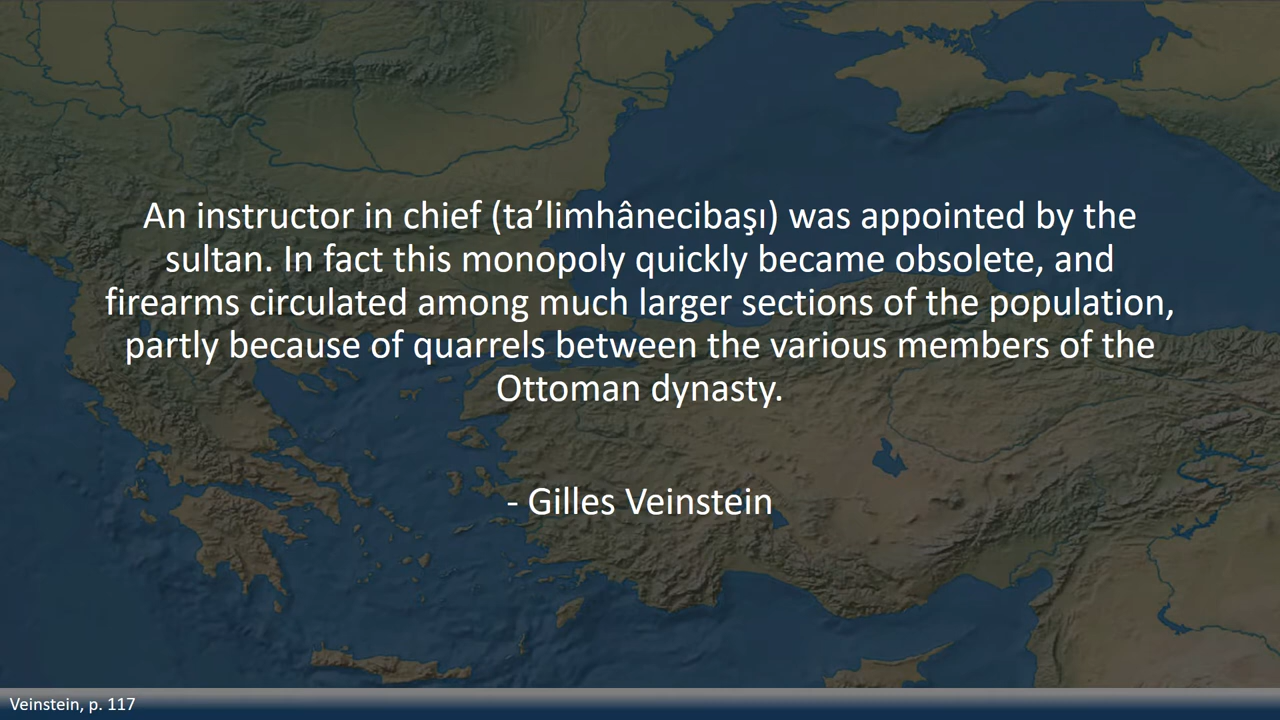 An instructor in chief (ta’limhânecibaşı) was appointed by the
sultan. In fact this monopoly quickly became obsolete, and
firearms circulated among much larger sections of the population,
partly because of quarrels between the various members of the
Ottoman dynasty.
- Gilles Veinstein
Veinstein, p. 117